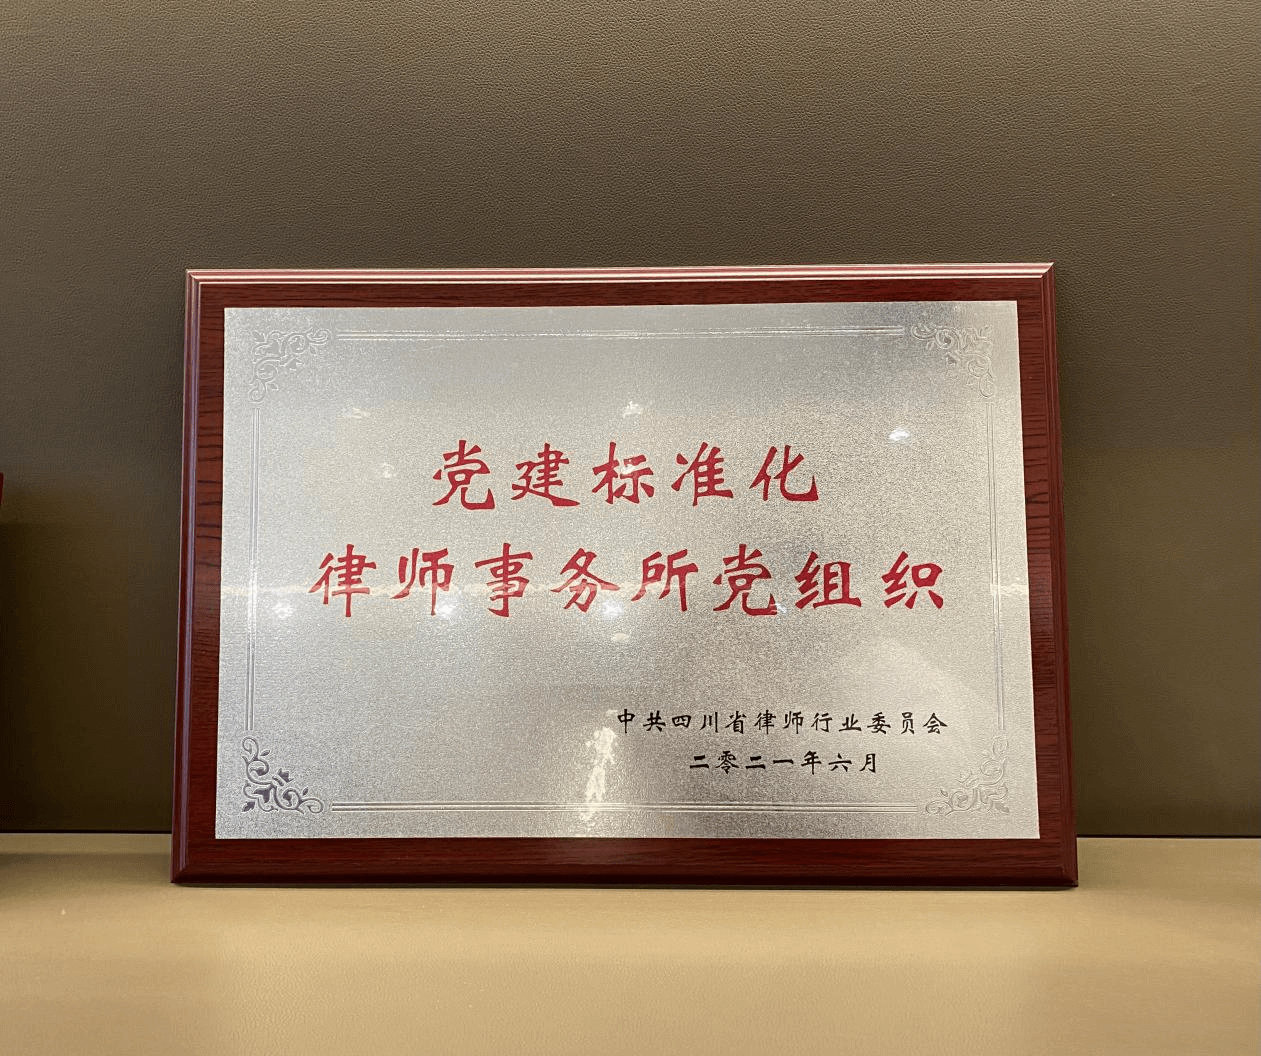 党建标准化
律师事务所党组织
中共四川省律师行业委员会
二零二一年六月